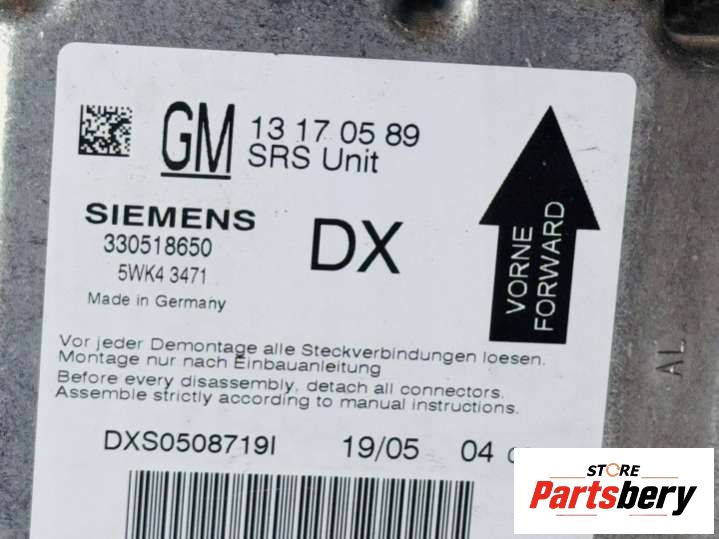 GM 13 17 05 89
SRS Unit
SIEMENS
330518650
5WK4 3471
Made in Germany
DX
VORNE
FORWARD
Vor jeder Demontage alle Steckverbindungen loesen.
Montage nur nach Einbauanleitung
Before every disassembly, detach all connectors.
Assemble strictly according to manual instructions.
DXS0508719I 19/05 04
AL
STORE
Partsbery